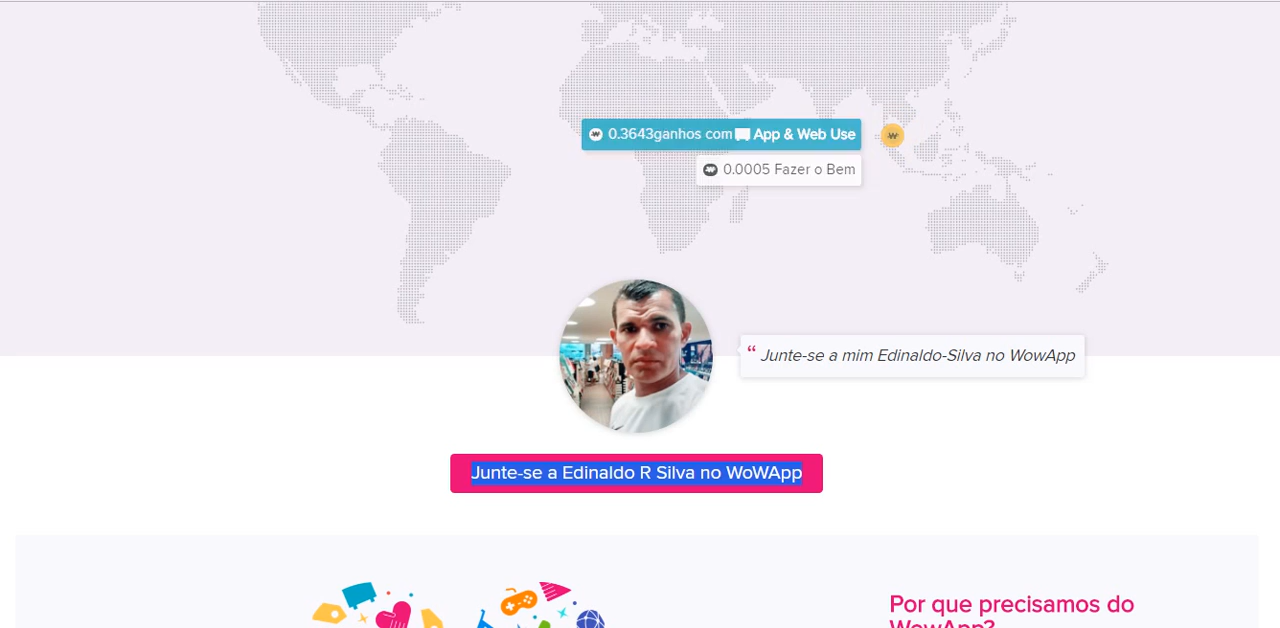 0.3643ganhos com App & Web Use
0.0005 Fazer o Bem
“ Junte-se a mim Edinaldo-Silva no WowApp
Junte-se a Edinaldo R Silva no WoWApp
Por que precisamos do
WowApp?